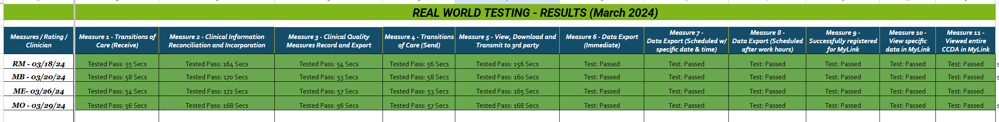 REAL WORLD TESTING - RESULTS (March 2024)
Measures / Rating / Clinician Measure 1 - Transitions of Care (Receive) Measure 2 - Clinical Information Reconciliation and Incorporation Measure 3 - Clinical Quality Measures Record and Export Measure 4 - Transitions of Care (Send) Measure 5 - View, Download and Transmit to 3rd party Measure 6 - Data Export (Immediate) Measure 7 - Data Export (Scheduled w/ specific date & time) Measure 8 - Data Export (Scheduled after work hours) Measure 9 - Successfully registered for MyLink Measure 10 - View specific data in MyLink Measure 11 - Viewed entire CCDA in MyLink
RM - 03/18/24 Tested Pass: 55 Secs Tested Pass: 164 Secs Tested Pass: 54 Secs Tested Pass: 56 Secs Tested Pass: 156 Secs Test: Passed Test: Passed Test: Passed Test: Passed Test: Passed Test: Passed
MB - 03/20/24 Tested Pass: 58 Secs Tested Pass: 170 Secs Tested Pass: 53 Secs Tested Pass: 58 Secs Tested Pass: 160 Secs Test: Passed Test: Passed Test: Passed Test: Passed Test: Passed Test: Passed
ME- 03/26/24 Tested Pass: 54 Secs Tested Pass: 172 Secs Tested Pass: 57 Secs Tested Pass: 53 Secs Tested Pass: 165 Secs Test: Passed Test: Passed Test: Passed Test: Passed Test: Passed Test: Passed
MO - 03/29/24 Tested Pass: 56 Secs Tested Pass: 168 Secs Tested Pass: 56 Secs Tested Pass: 57 Secs Tested Pass: 168 Secs Test: Passed Test: Passed Test: Passed Test: Passed Test: Passed Test: Passed